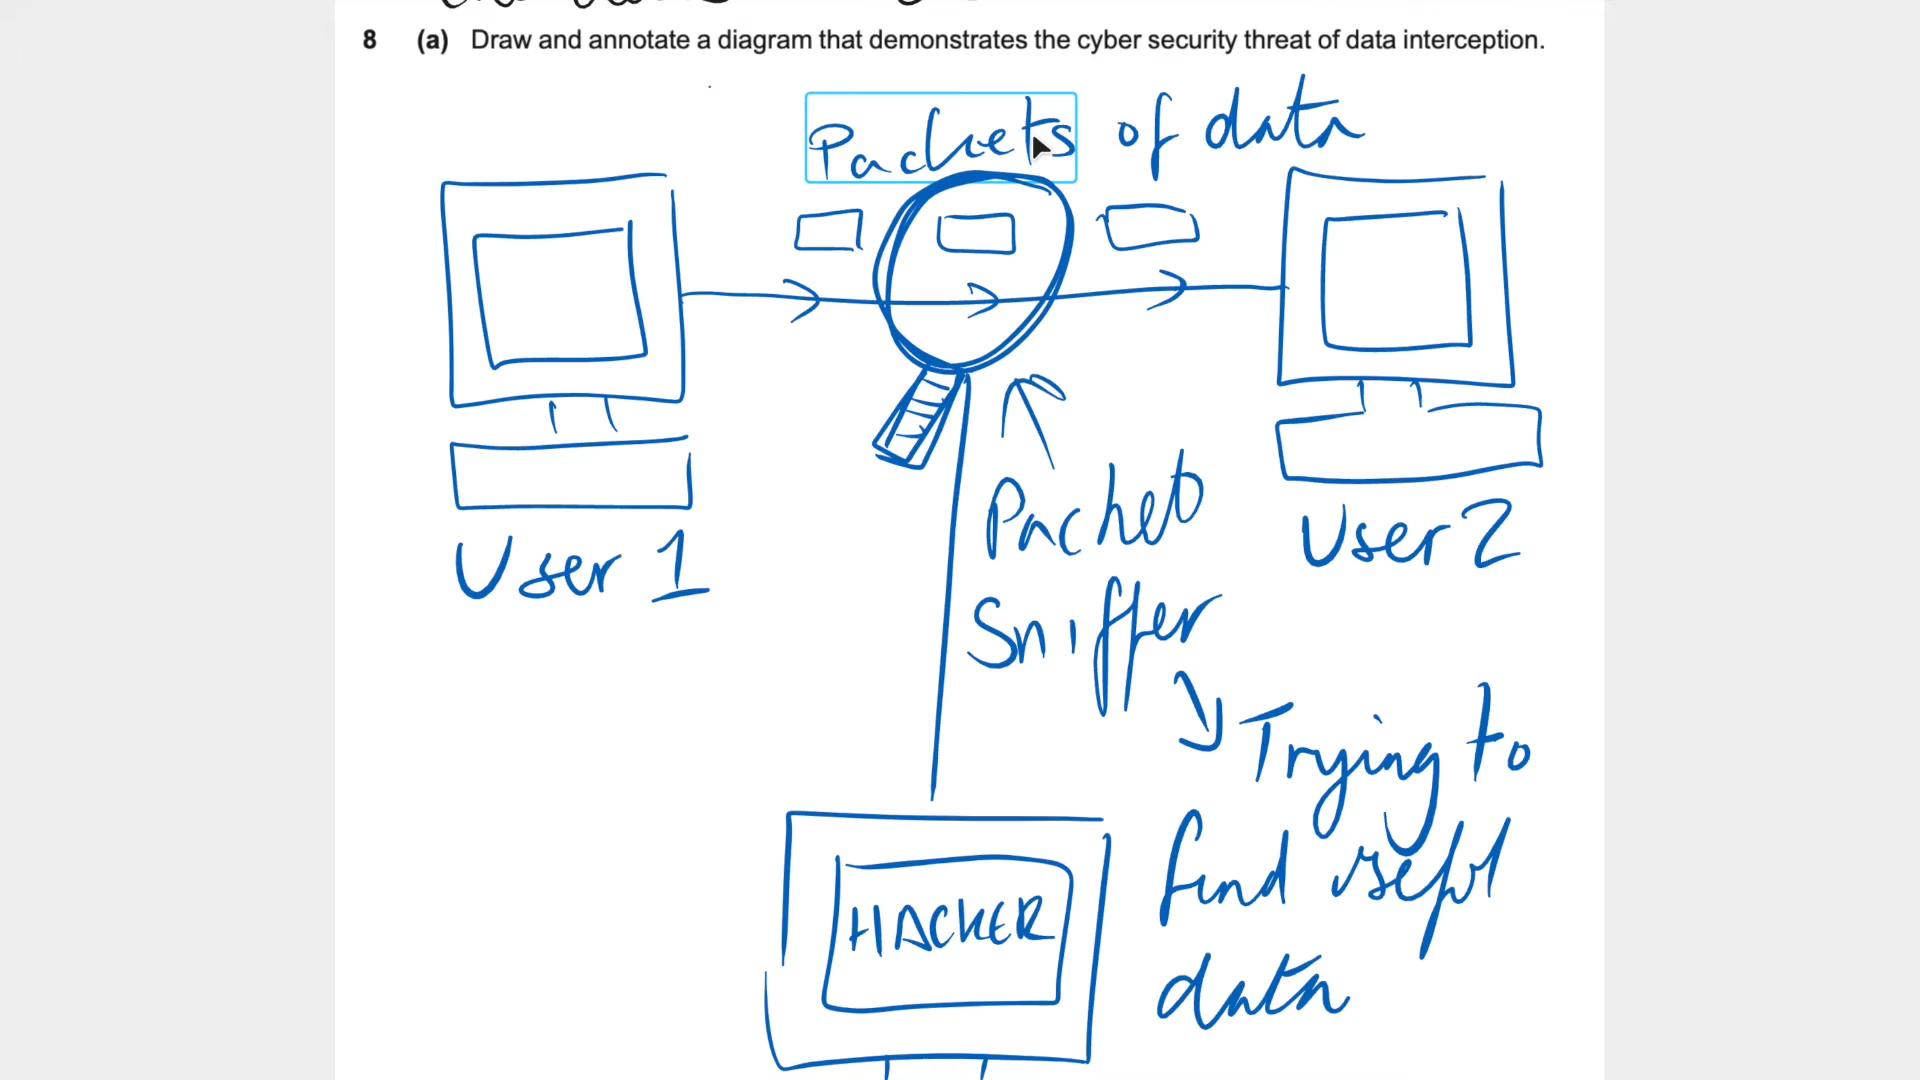 8 (a) Draw and annotate a diagram that demonstrates the cyber security threat of data interception.
Packets of data
User 1
User 2
Packet
Sniffer
Trying to
find useful
data
HACKER